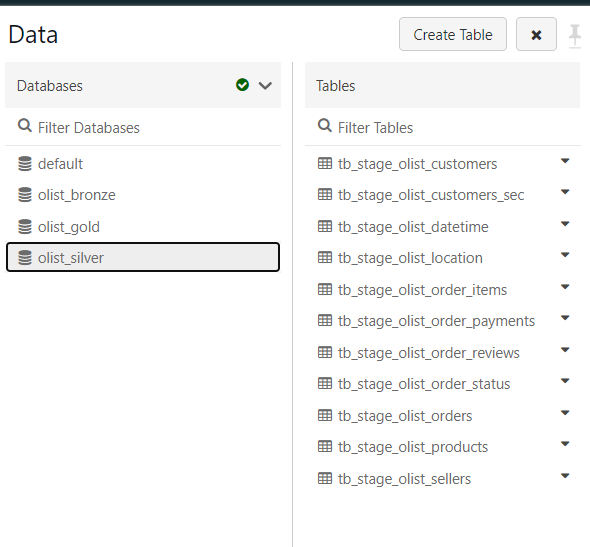 Data
Create Table
Databases
Filter Databases
default
olist_bronze
olist_gold
olist_silver
Tables
Filter Tables
tb_stage_olist_customers
tb_stage_olist_customers_sec
tb_stage_olist_datetime
tb_stage_olist_location
tb_stage_olist_order_items
tb_stage_olist_order_payments
tb_stage_olist_order_reviews
tb_stage_olist_order_status
tb_stage_olist_orders
tb_stage_olist_products
tb_stage_olist_sellers